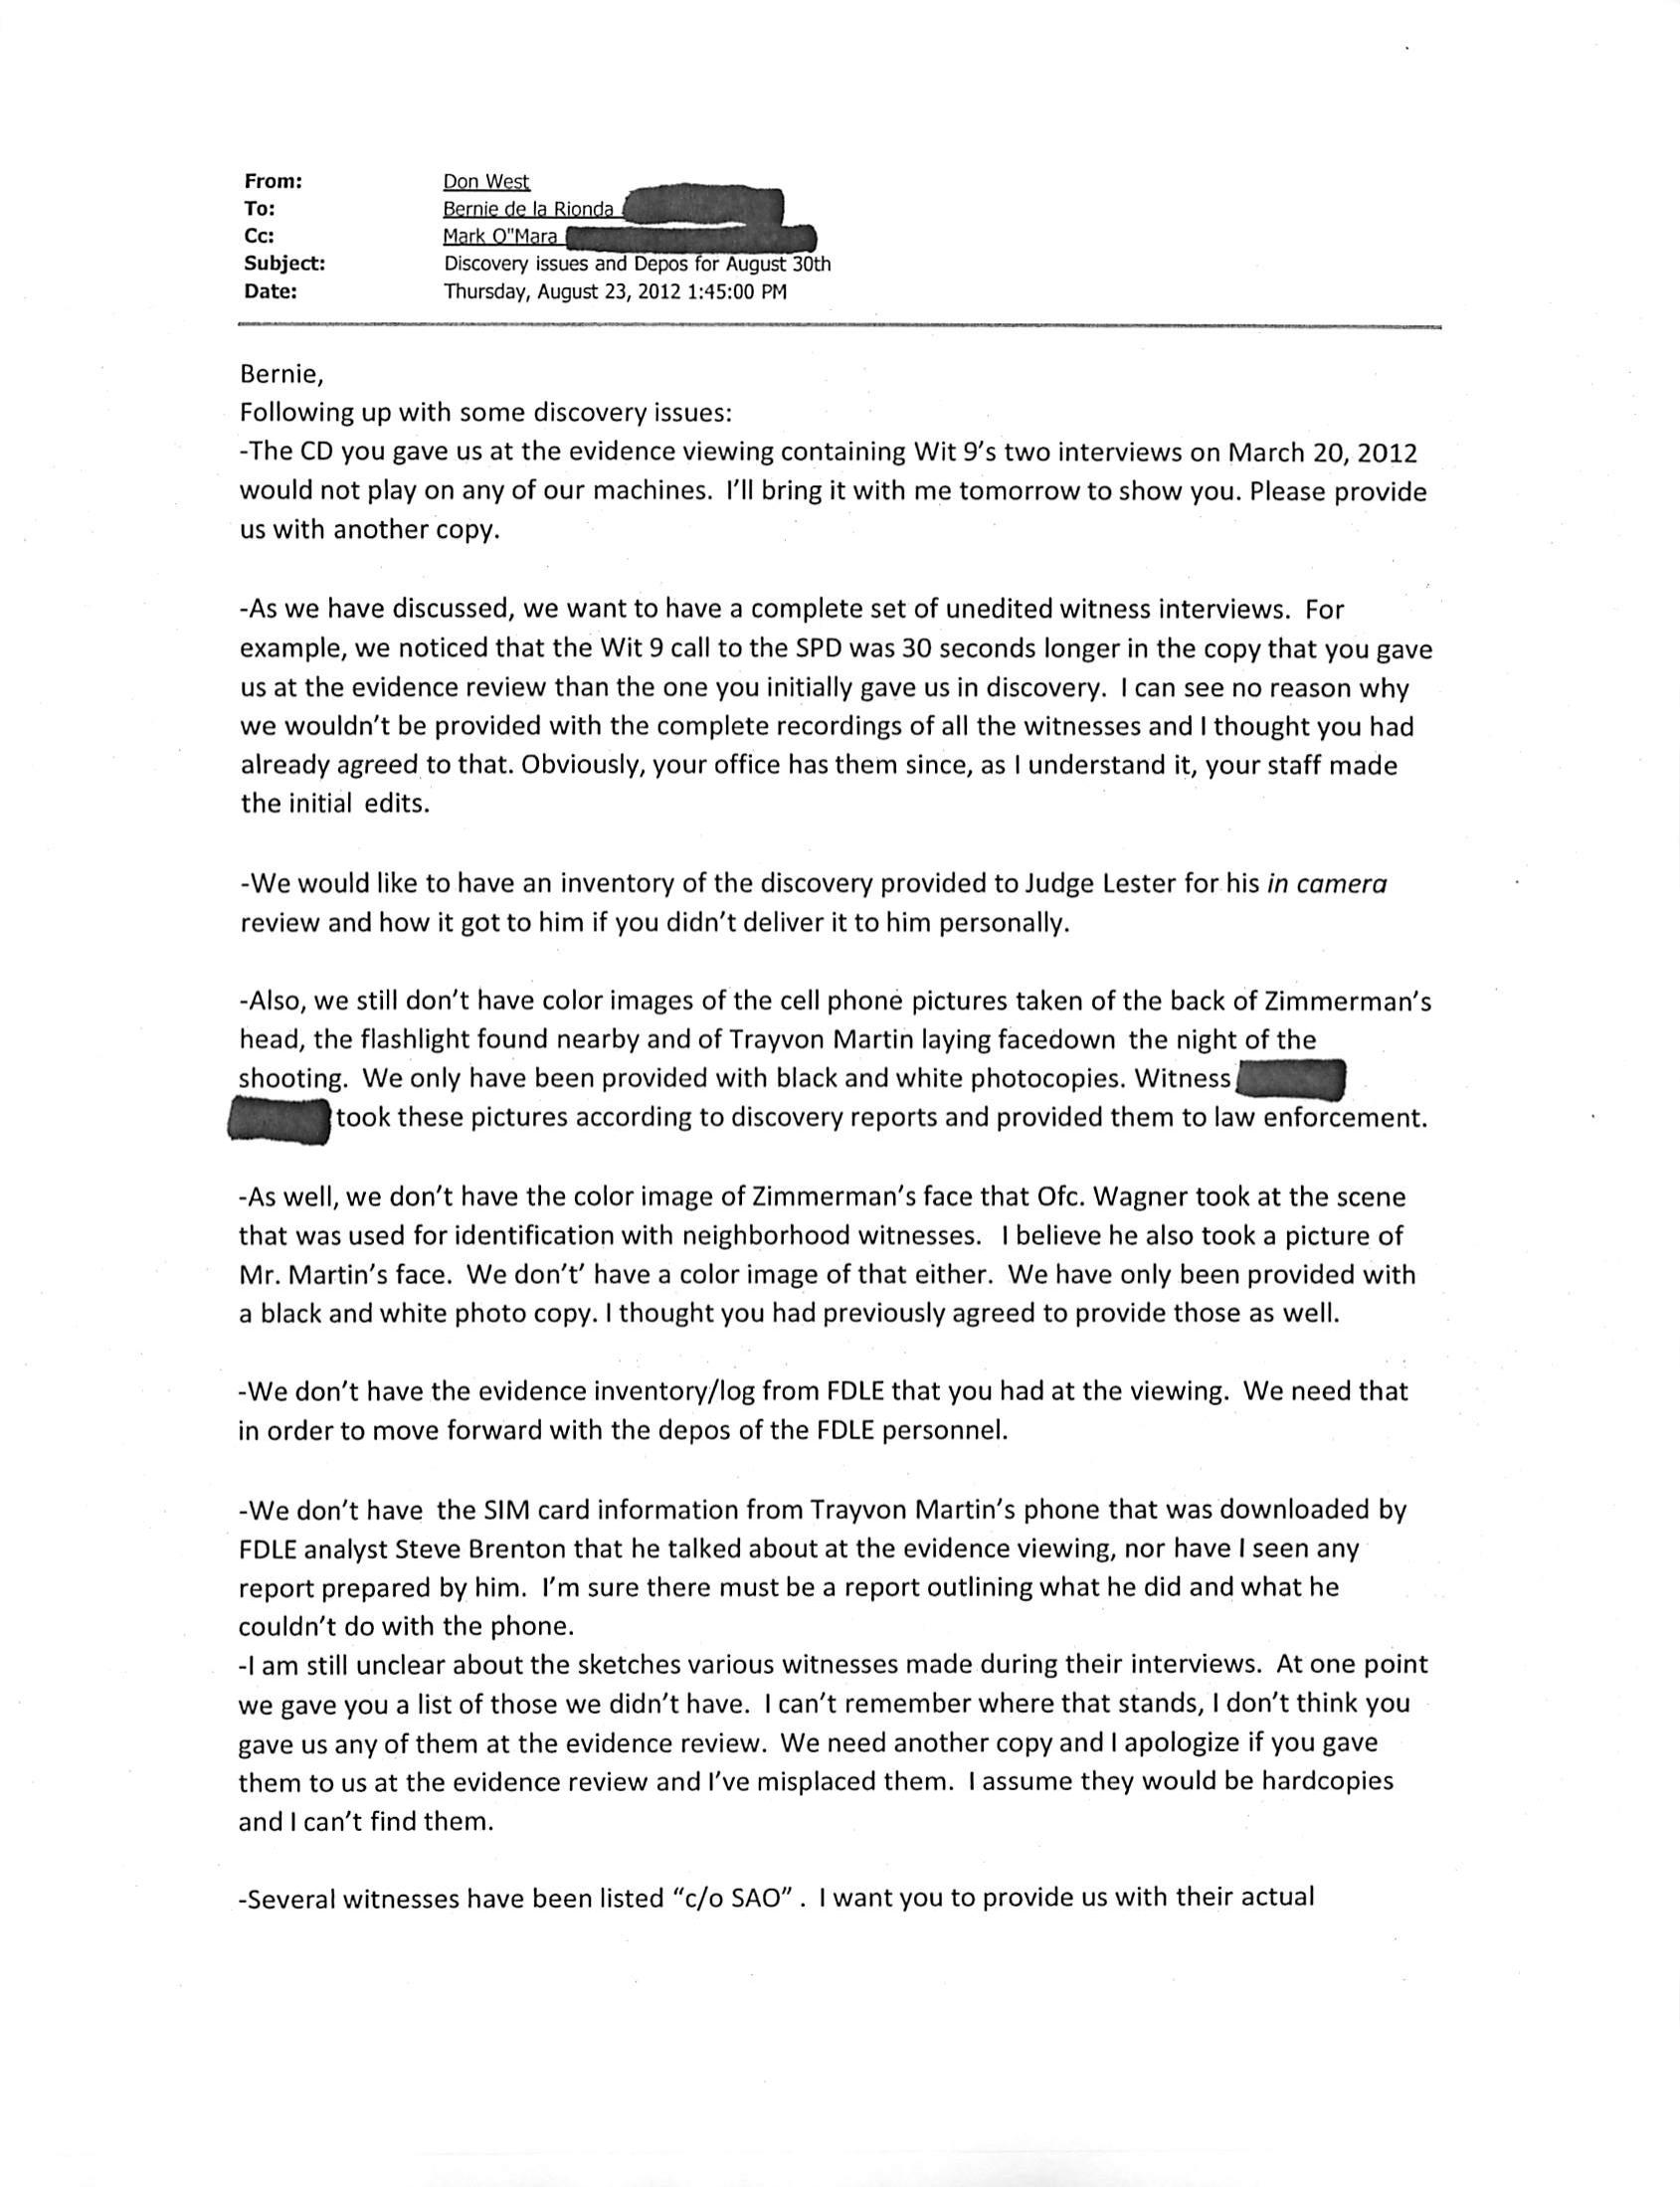 From: Don West
To: Bernie de la Rionda
Cc: Mark O"Mara
Subject: Discovery issues and Depos for August 30th
Date: Thursday, August 23, 2012 1:45:00 PM
Bernie,
Following up with some discovery issues:
-The CD you gave us at the evidence viewing containing Wit 9’s two interviews on March 20, 2012
would not play on any of our machines.  I’ll bring it with me tomorrow to show you. Please provide
us with another copy.
-As we have discussed, we want to have a complete set of unedited witness interviews.  For
example, we noticed that the Wit 9 call to the SPD was 30 seconds longer in the copy that you gave
us at the evidence review than the one you initially gave us in discovery.  I can see no reason why
we wouldn’t be provided with the complete recordings of all the witnesses and I thought you had
already agreed to that. Obviously, your office has them since, as I understand it, your staff made
the initial edits.
-We would like to have an inventory of the discovery provided to Judge Lester for his in camera
review and how it got to him if you didn’t deliver it to him personally.
-Also, we still don’t have color images of the cell phone pictures taken of the back of Zimmerman’s
head, the flashlight found nearby and of Trayvon Martin laying facedown  the night of the
shooting.  We only have been provided with black and white photocopies. Witness
took these pictures according to discovery reports and provided them to law enforcement.
-As well, we don’t have the color image of Zimmerman’s face that Ofc. Wagner took at the scene
that was used for identification with neighborhood witnesses.   I believe he also took a picture of
Mr. Martin’s face.  We don’t’ have a color image of that either.  We have only been provided with
a black and white photo copy. I thought you had previously agreed to provide those as well.
-We don’t have the evidence inventory/log from FDLE that you had at the viewing.  We need that
in order to move forward with the depos of the FDLE personnel.
-We don’t have  the SIM card information from Trayvon Martin’s phone that was downloaded by
FDLE analyst Steve Brenton that he talked about at the evidence viewing, nor have I seen any
report prepared by him.  I’m sure there must be a report outlining what he did and what he
couldn’t do with the phone.
-I am still unclear about the sketches various witnesses made during their interviews.  At one point
we gave you a list of those we didn’t have.  I can’t remember where that stands, I don’t think you
gave us any of them at the evidence review.  We need another copy and I apologize if you gave
them to us at the evidence review and I’ve misplaced them.  I assume they would be hardcopies
and I can’t find them.
-Several witnesses have been listed “c/o SAO” .  I want you to provide us with their actual